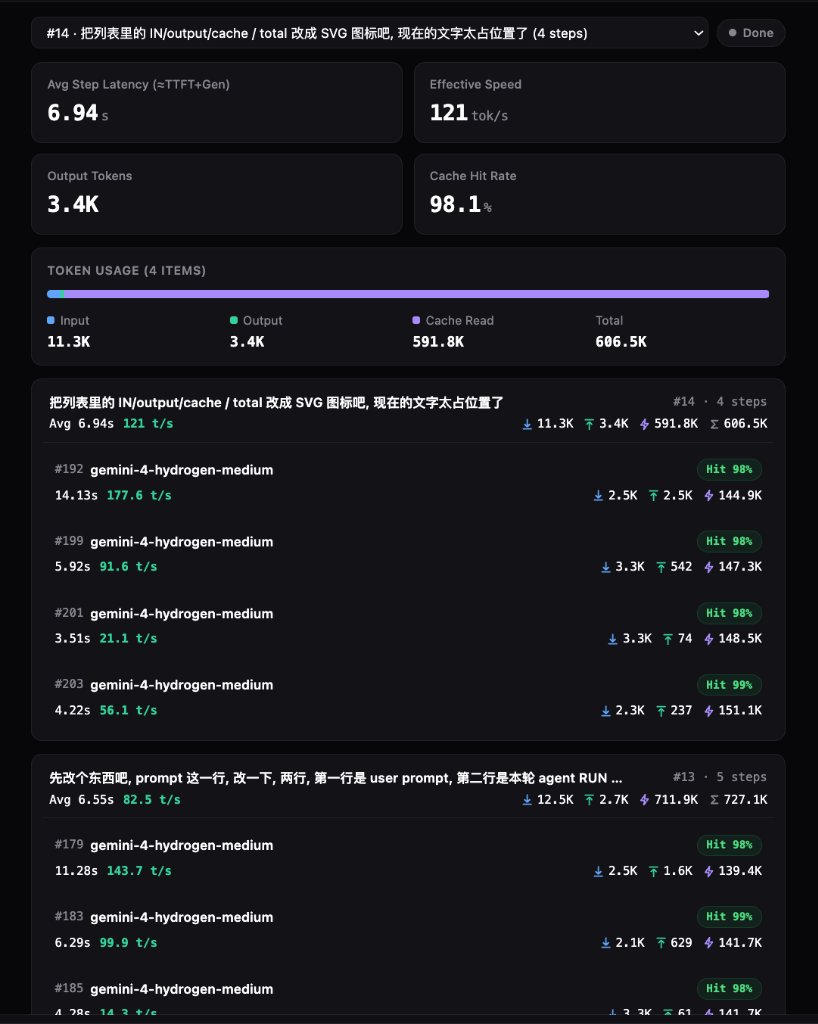 #14 · 把列表里的 IN/output/cache / total 改成 SVG 图标吧, 现在的文字太占位置了 (4 steps)
Done
Avg Step Latency (≈TTFT+Gen)
6.94 s
Effective Speed
121 tok/s
Output Tokens
3.4K
Cache Hit Rate
98.1 %
TOKEN USAGE (4 ITEMS)
Input
11.3K
Output
3.4K
Cache Read
591.8K
Total
606.5K
把列表里的 IN/output/cache / total 改成 SVG 图标吧, 现在的文字太占位置了 #14 · 4 steps
Avg 6.94s 121 t/s 11.3K 3.4K 591.8K Σ 606.5K
#192 gemini-4-hydrogen-medium Hit 98%
14.13s 177.6 t/s 2.5K 2.5K 144.9K
#199 gemini-4-hydrogen-medium Hit 98%
5.92s 91.6 t/s 3.3K 542 147.3K
#201 gemini-4-hydrogen-medium Hit 98%
3.51s 21.1 t/s 3.3K 74 148.5K
#203 gemini-4-hydrogen-medium Hit 99%
4.22s 56.1 t/s 2.3K 237 151.1K
先改个东西吧, prompt 这一行, 改一下, 两行, 第一行是 user prompt, 第二行是本轮 agent RUN ... #13 · 5 steps
Avg 6.55s 82.5 t/s 12.5K 2.7K 711.9K Σ 727.1K
#179 gemini-4-hydrogen-medium Hit 98%
11.28s 143.7 t/s 2.5K 1.6K 139.4K
#183 gemini-4-hydrogen-medium Hit 99%
6.29s 99.9 t/s 2.1K 629 141.7K
#185 gemini-4-hydrogen-medium Hit 98%
4.28s 14.3 t/s 3.3K 61 141.7K